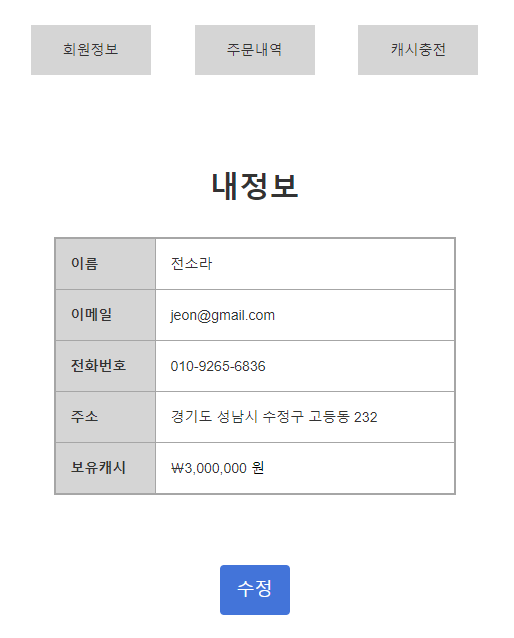 회원정보 주문내역 캐시충전
내정보
이름 전소라
이메일 jeon@gmail.com
전화번호 010-9265-6836
주소 경기도 성남시 수정구 고등동 232
보유캐시 ₩3,000,000 원
수정